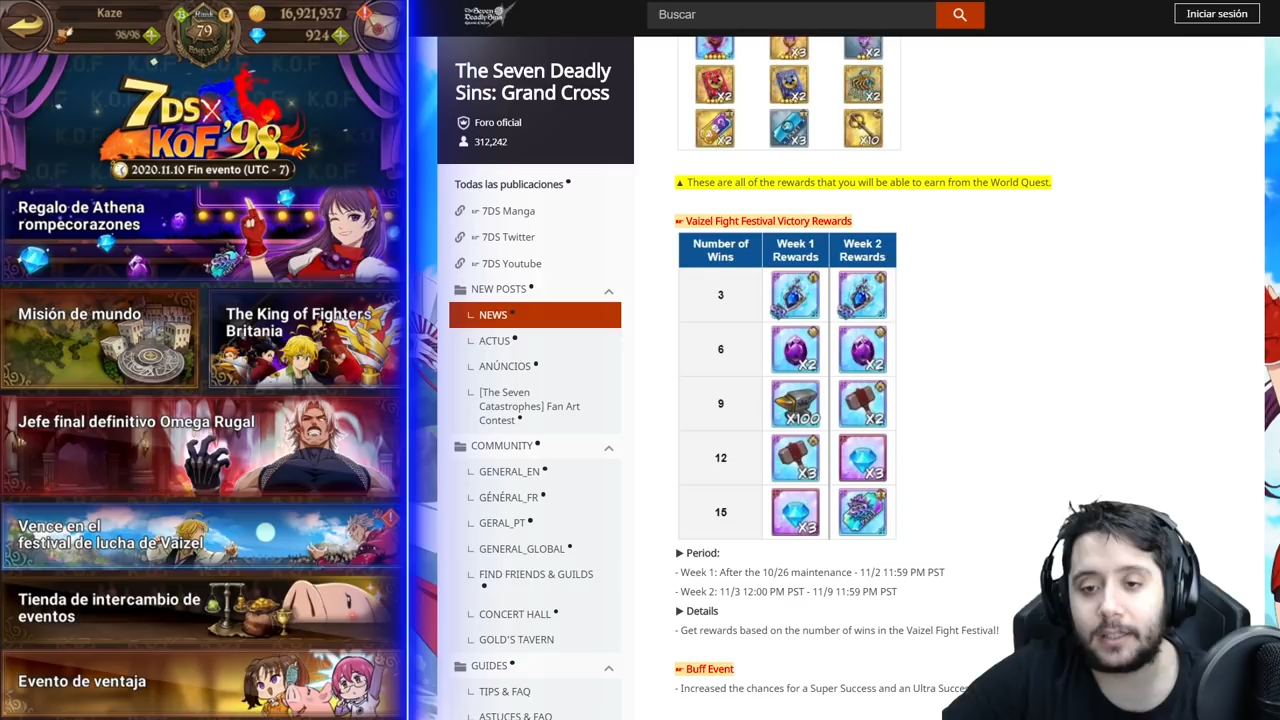 Kaze
98/98
Rank
79
16,921,937
924
7DSX
KOF'98
2020.11.10 Fin evento (UTC - 7)
Regalo de Athena
rompecorazones
Misión de mundo
The King of Fighters
Britania
Jefe final definitivo Omega Rugal
Vence en el
festival de lucha de Vaizel
Tienda de intercambio de
eventos
Evento de ventaja
The Seven
Deadly Sins
Buscar
Iniciar sesión
The Seven Deadly
Sins: Grand Cross
Foro oficial
312,242
Todas las publicaciones
☞ 7DS Manga
☞ 7DS Twitter
☞ 7DS Youtube
NEW POSTS
NEWS
ACTUS
ANÚNCIOS
[The Seven
Catastrophes] Fan Art
Contest
COMMUNITY
GENERAL_EN
GÉNÉRAL_FR
GERAL_PT
GENERAL_GLOBAL
FIND FRIENDS & GUILDS
CONCERT HALL
GOLD'S TAVERN
GUIDES
TIPS & FAQ
ASTUCES & FAQ
X3 X2
X2 X2 X2
X2 X3 X10
▲ These are all of the rewards that you will be able to earn from the World Quest.
☛ Vaizel Fight Festival Victory Rewards
Number of Wins Week 1 Rewards Week 2 Rewards
3
6 X2 X2
9 X100 X2
12 X3 X3
15 X3
▶ Period:
- Week 1: After the 10/26 maintenance - 11/2 11:59 PM PST
- Week 2: 11/3 12:00 PM PST - 11/9 11:59 PM PST
▶ Details
- Get rewards based on the number of wins in the Vaizel Fight Festival!
☛ Buff Event
- Increased the chances for a Super Success and an Ultra